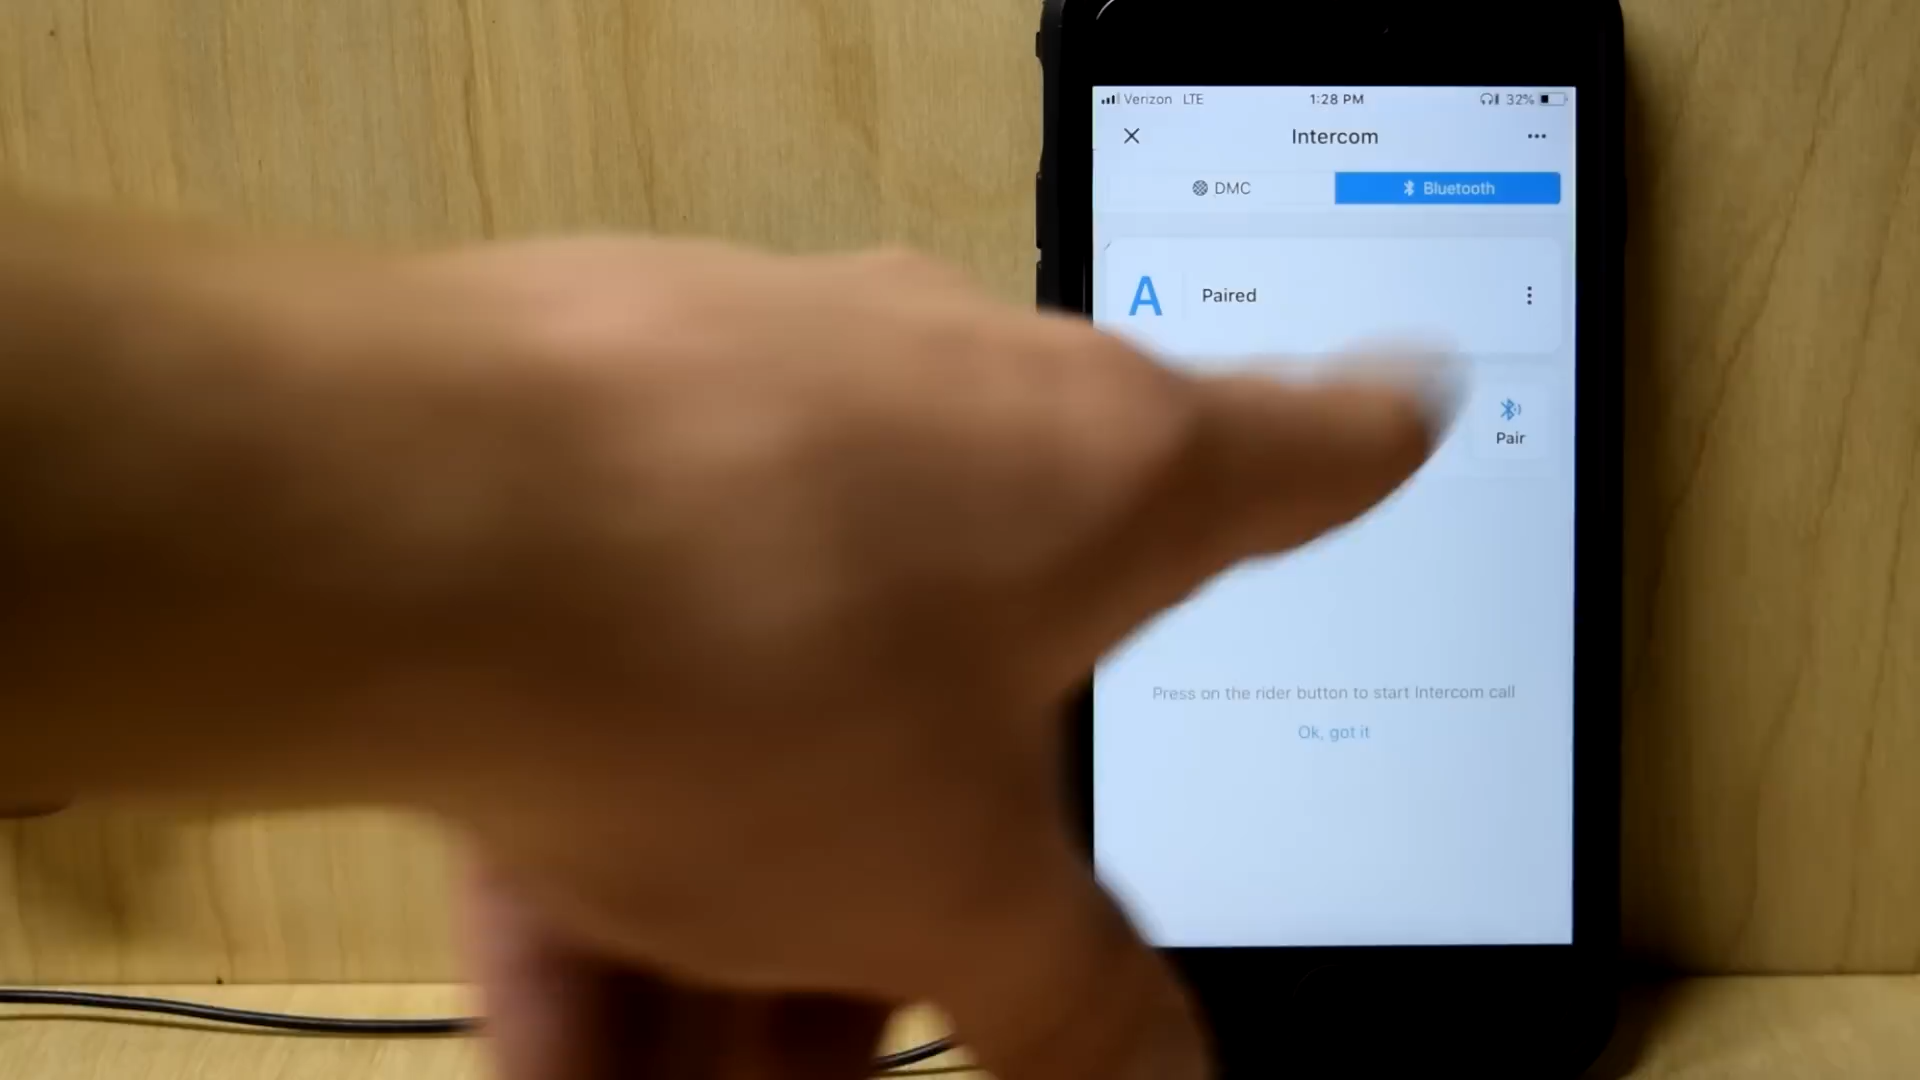 Verizon LTE 1:28 PM 32%
Intercom
DMC Bluetooth
A Paired
Pair
Press on the rider button to start Intercom call
Ok, got it